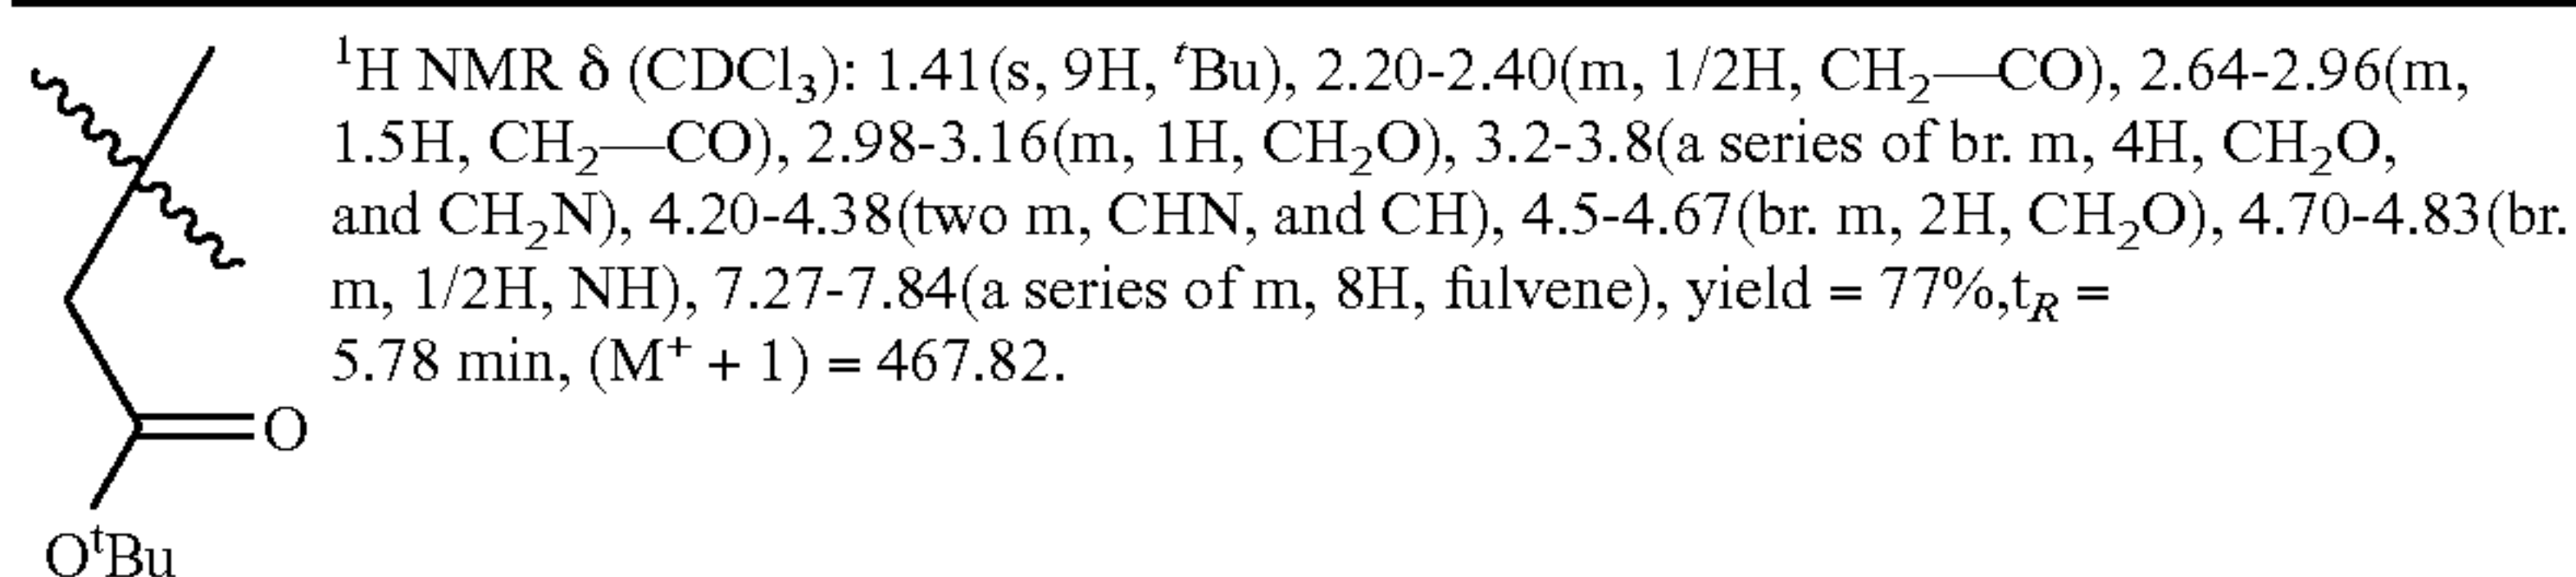 ¹H NMR δ (CDCl₃): 1.41(s, 9H, ᵗBu), 2.20-2.40(m, 1/2H, CH₂—CO), 2.64-2.96(m,
1.5H, CH₂—CO), 2.98-3.16(m, 1H, CH₂O), 3.2-3.8(a series of br. m, 4H, CH₂O,
and CH₂N), 4.20-4.38(two m, CHN, and CH), 4.5-4.67(br. m, 2H, CH₂O), 4.70-4.83(br.
m, 1/2H, NH), 7.27-7.84(a series of m, 8H, fulvene), yield = 77%,t_R =
5.78 min, (M⁺ + 1) = 467.82.
O
OᵗBu